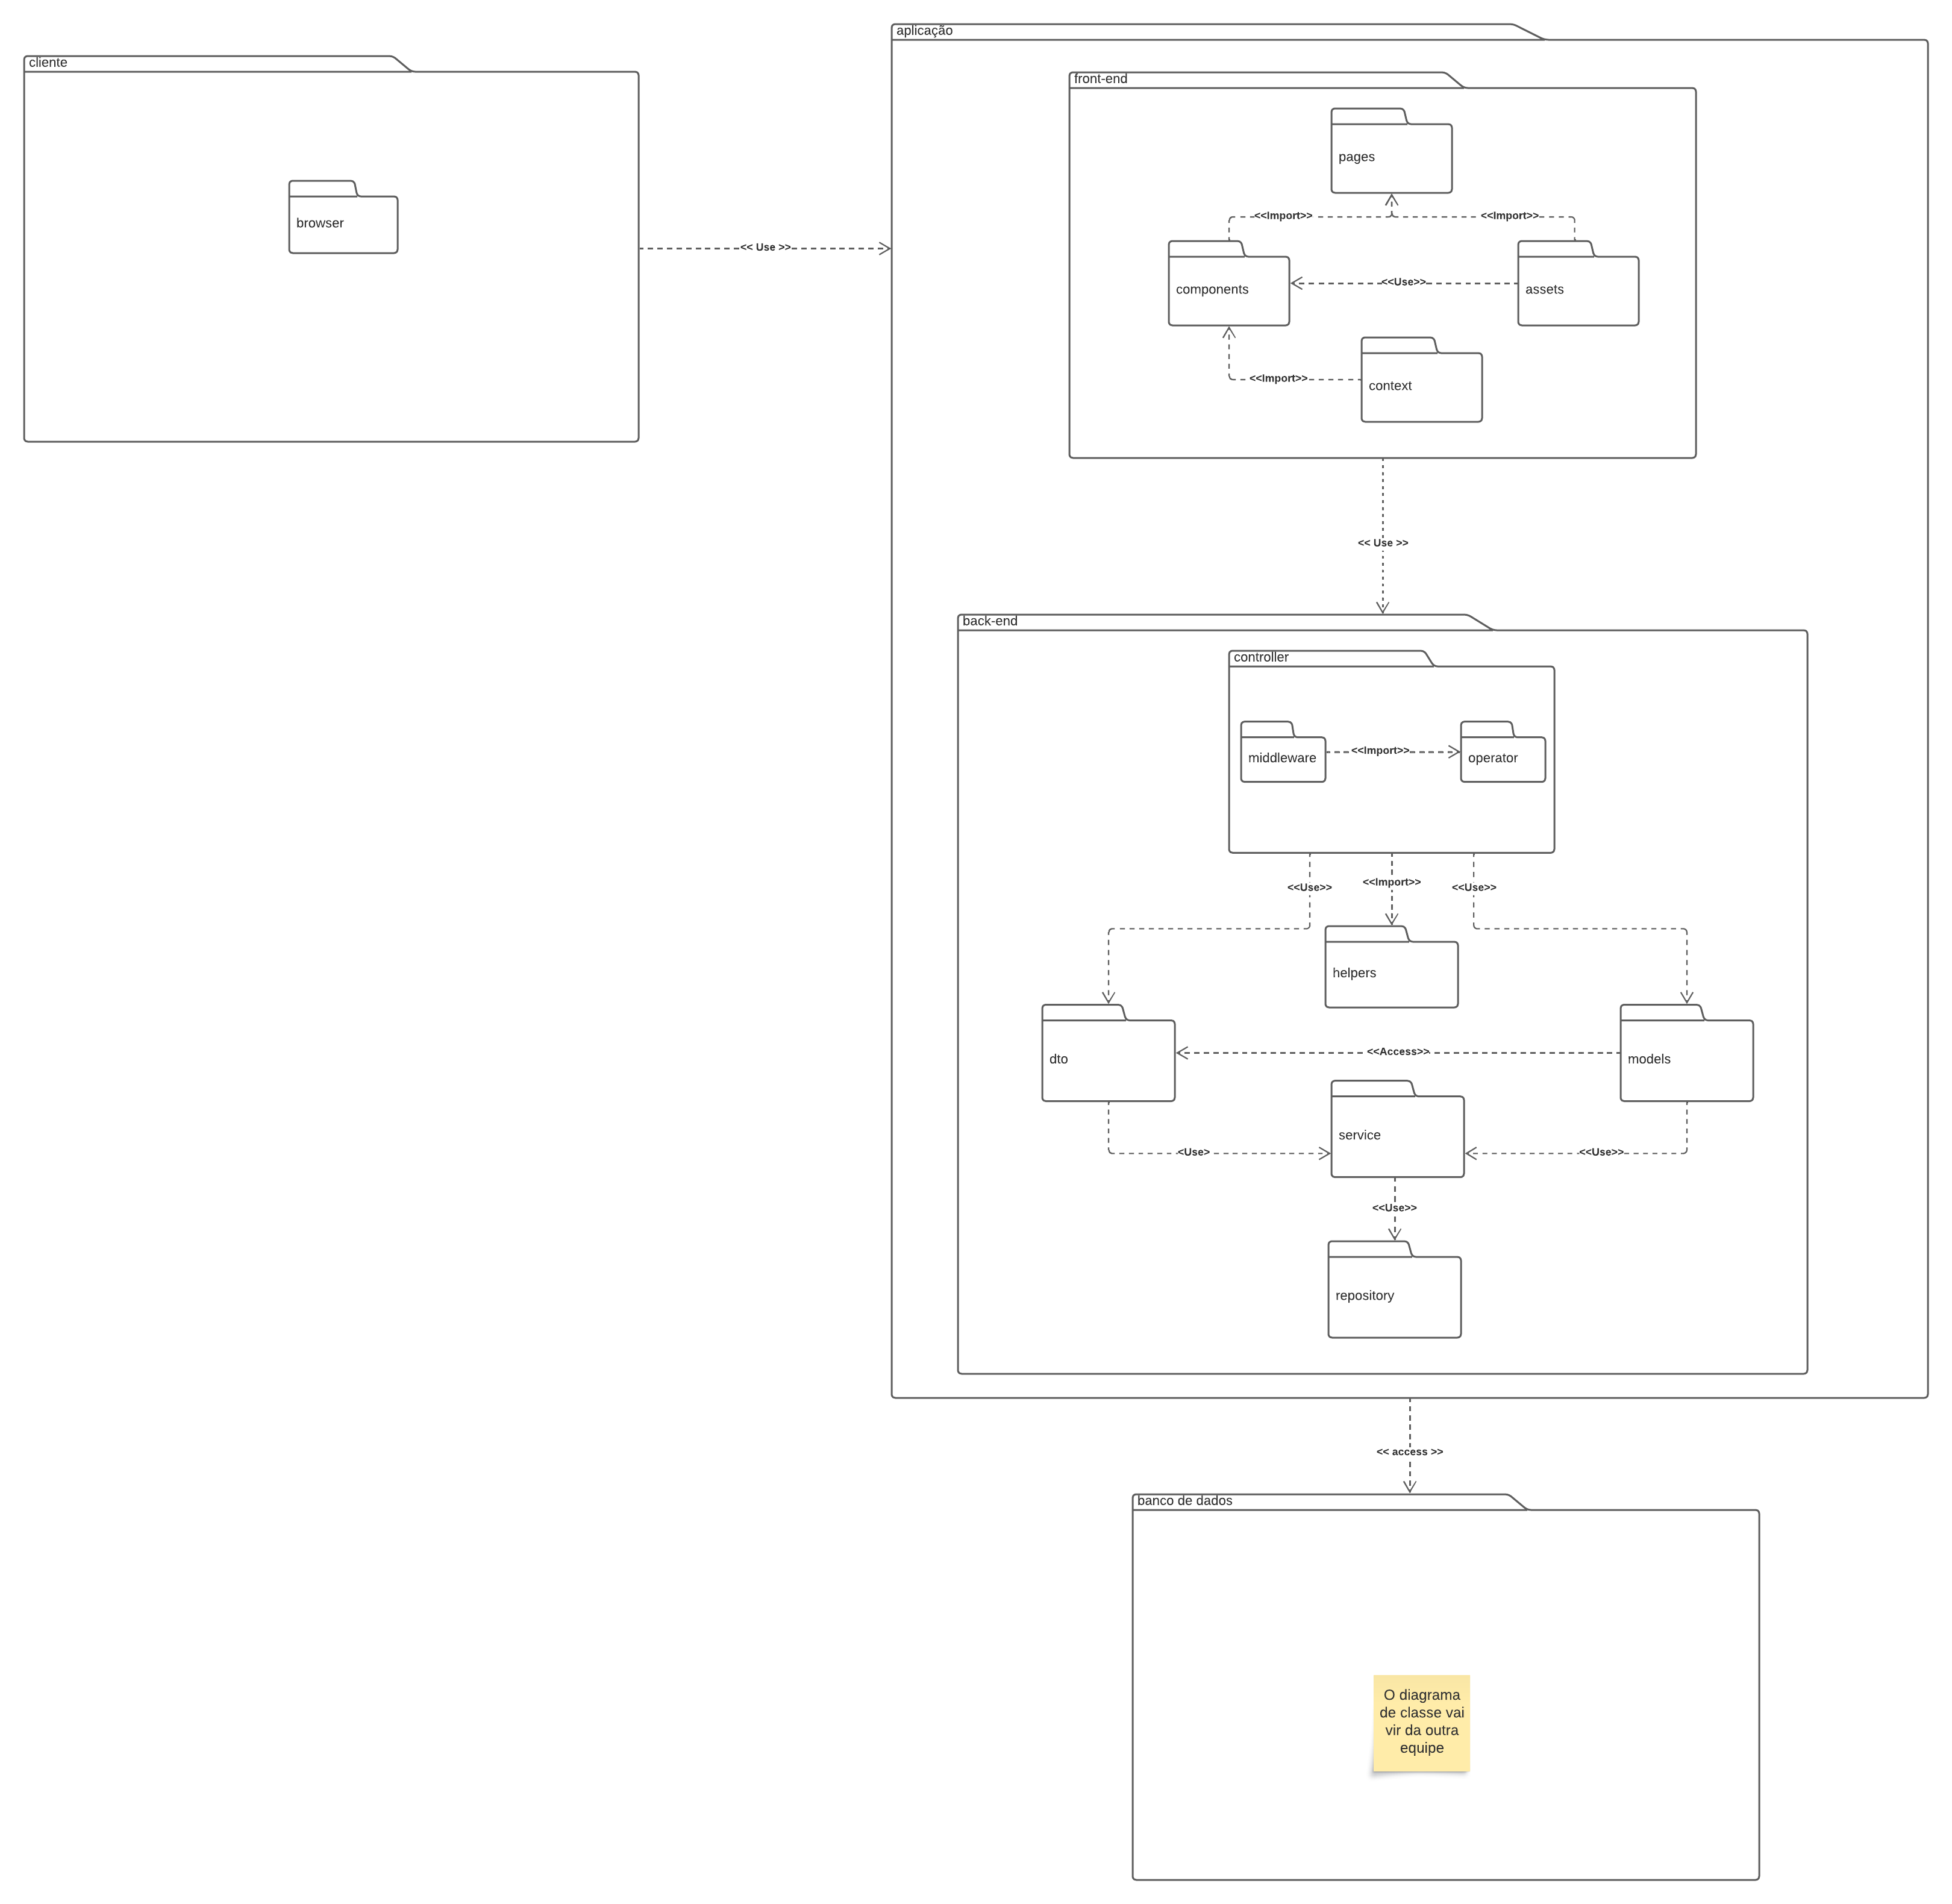 aplicação
cliente
front-end
pages
browser
<<Import>>
<<Import>>
<< Use >>
components
<<Use>>
assets
<<Import>>
context
<< Use >>
back-end
controller
middleware
<<Import>>
operator
<<Use>>
<<Import>>
<<Use>>
helpers
dto
<<Access>>
models
service
<Use>
<<Use>>
<<Use>>
repository
<< access >>
banco de dados
O diagrama
de classe vai
vir da outra
equipe